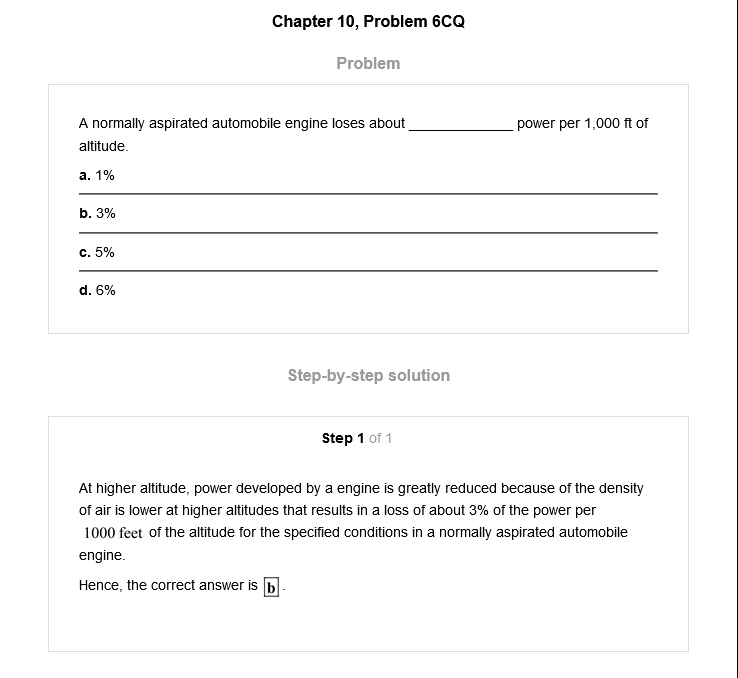 Chapter 10, Problem 6CQ
Problem
A normally aspirated automobile engine loses about _____________ power per 1,000 ft of
altitude.
a. 1%
b. 3%
c. 5%
d. 6%
Step-by-step solution
Step 1 of 1
At higher altitude, power developed by a engine is greatly reduced because of the density
of air is lower at higher altitudes that results in a loss of about 3% of the power per
1000 feet of the altitude for the specified conditions in a normally aspirated automobile
engine.
Hence, the correct answer is b.